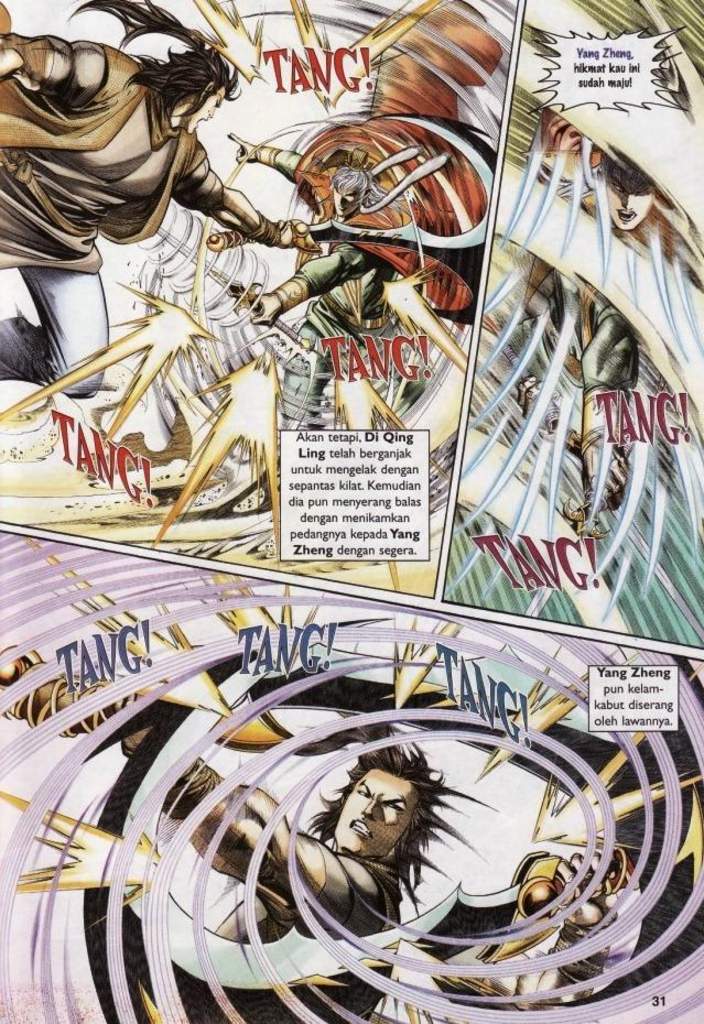 TANG!
Yang Zheng,
hikmat kau ini
sudah maju!
TANG!
TANG!
Akan tetapi, Di Qing
Ling telah berganjak
untuk mengelak dengan
sepantas kilat. Kemudian
dia pun menyerang balas
dengan menikamkan
pedangnya kepada Yang
Zheng dengan segera.
TANG!
TANG!
TANG!
TANG!
TANG!
Yang Zheng
pun kelam-
kabut diserang
oleh lawannya.
31